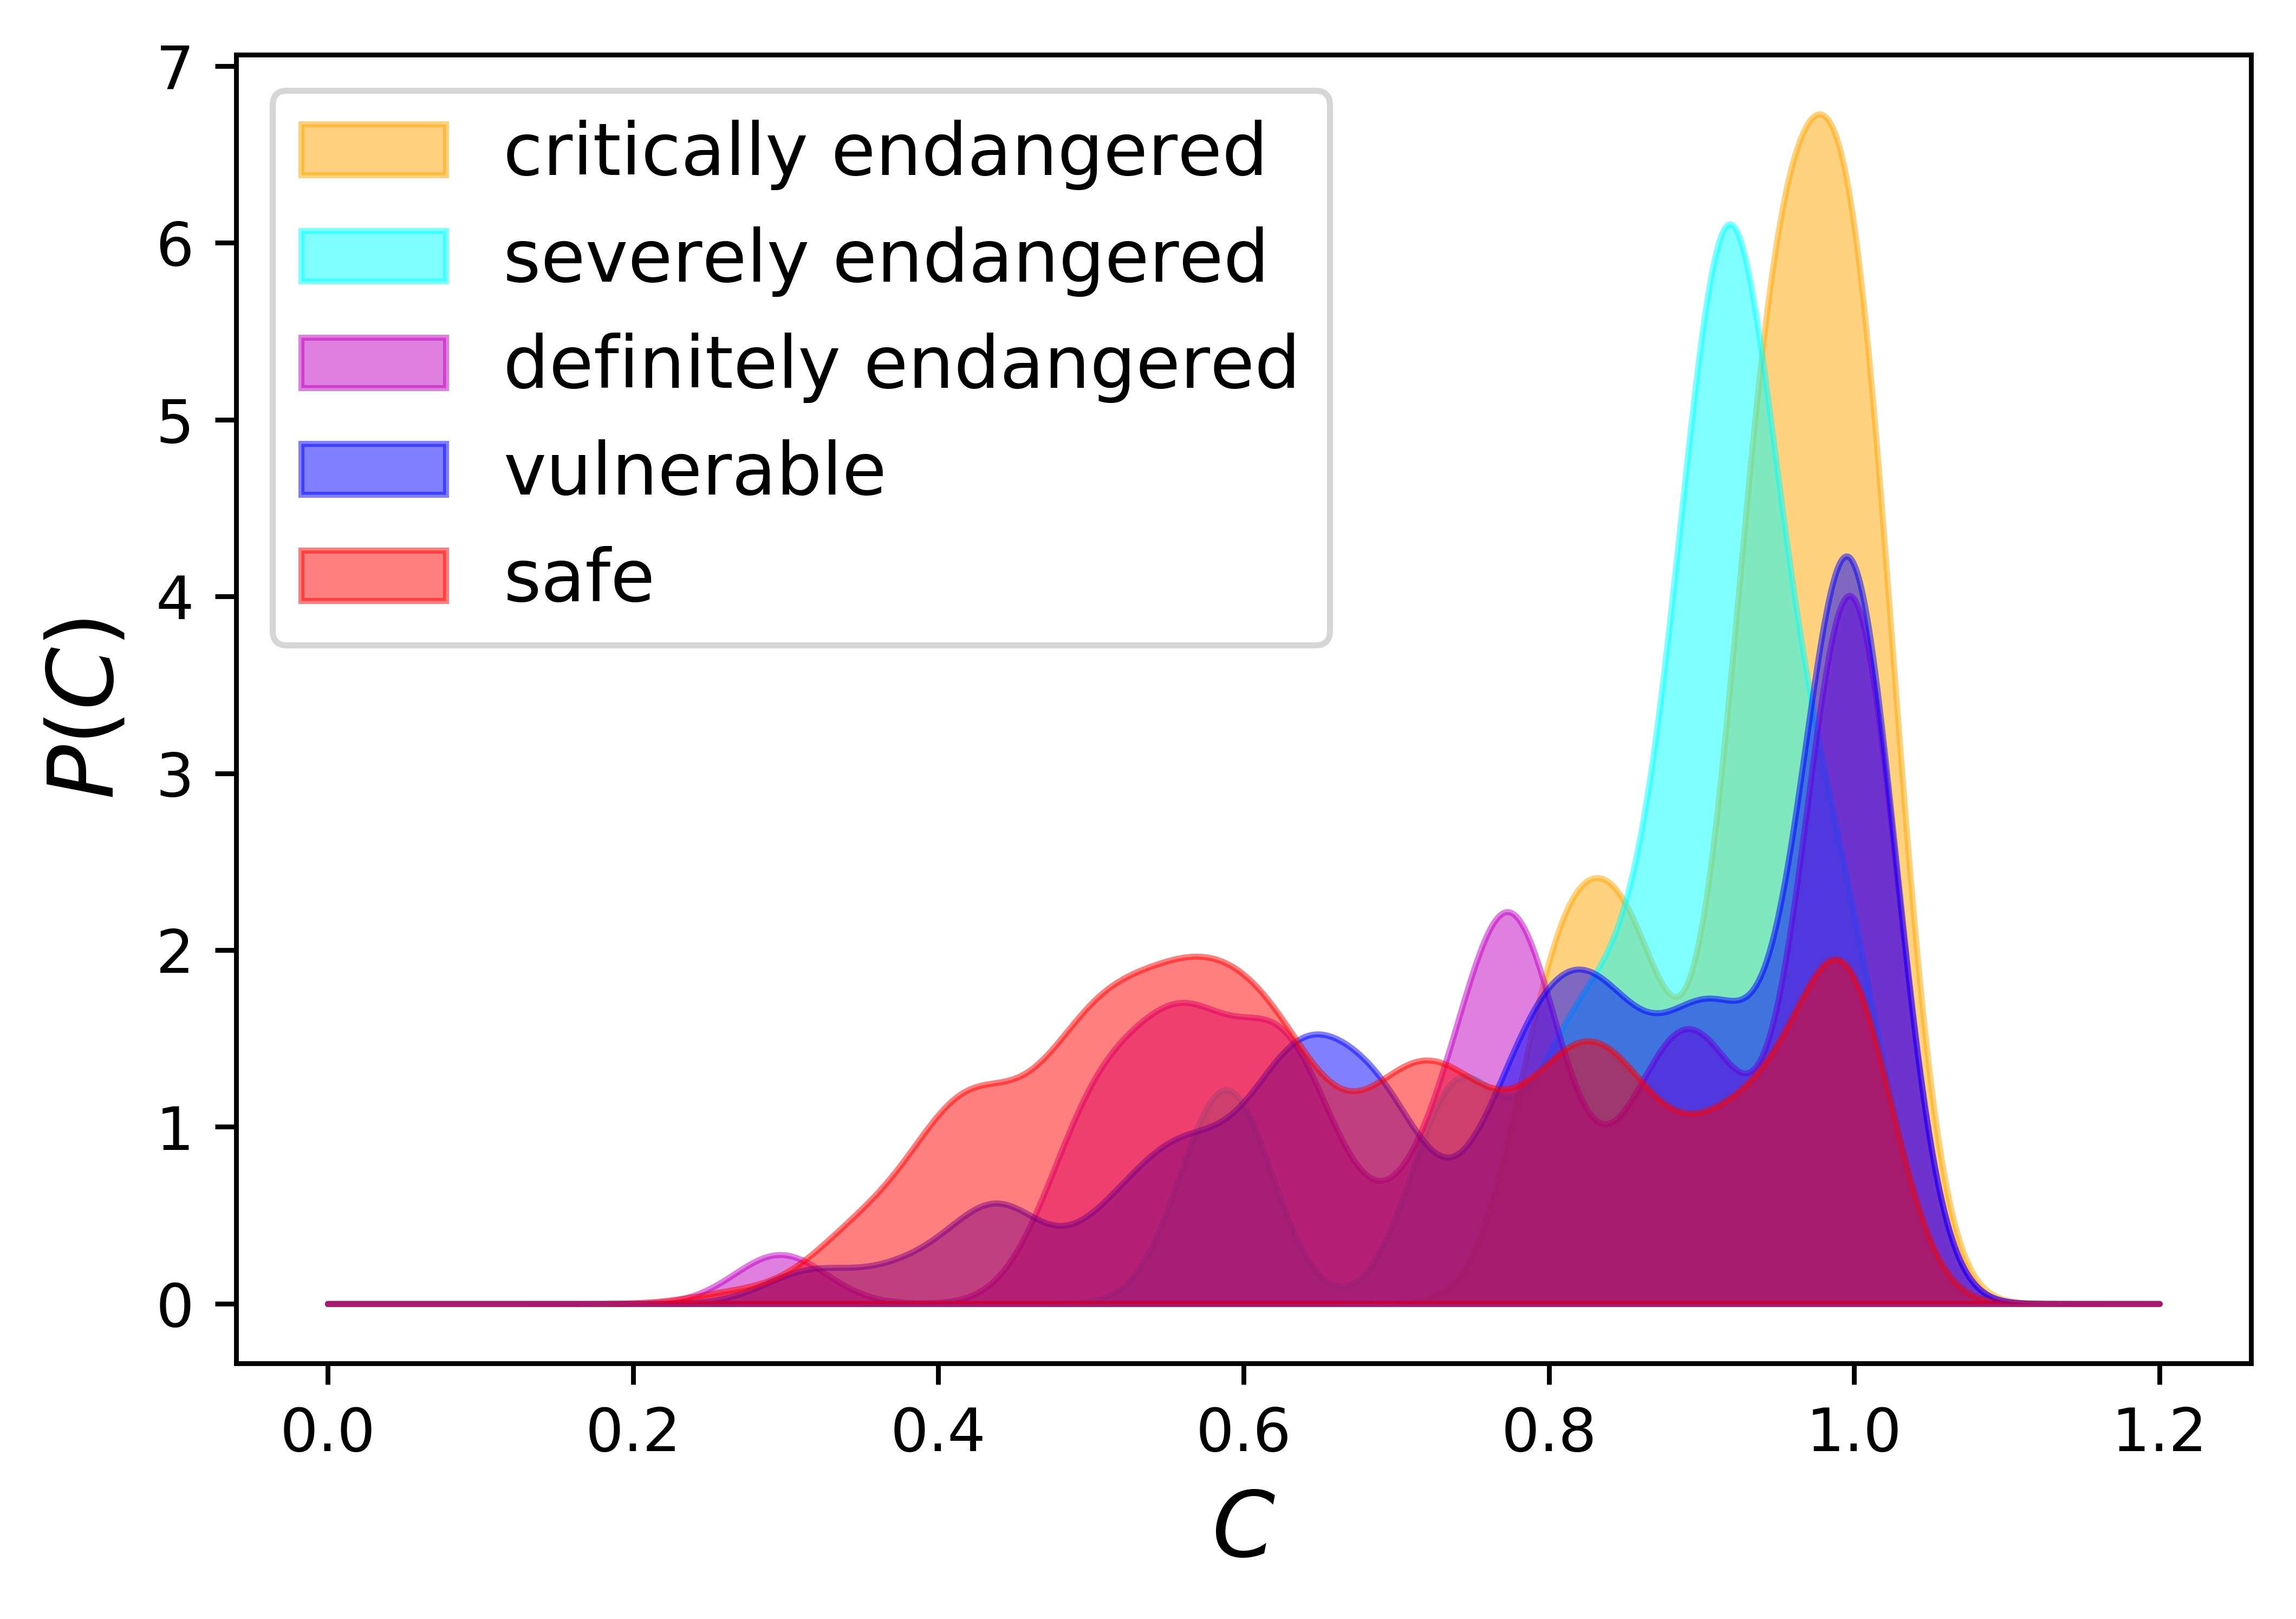 critically endangered
severely endangered
definitely endangered
vulnerable
safe
P(C)
7
6
5
4
3
2
1
0
0.0 0.2 0.4 0.6 0.8 1.0 1.2
C